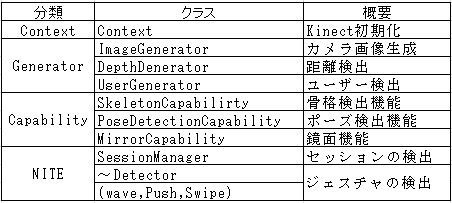 分類 クラス 概要
Context Context Kinect初期化
Generator ImageGenerator カメラ画像生成
DepthDenerator 距離検出
UserGenerator ユーザー検出
Capability SkeletonCapabilirty 骨格検出機能
PoseDetectionCapability ポーズ検出機能
MirrorCapability 鏡面機能
NITE SessionManager セッションの検出
～Detector ジェスチャの検出
(wave,Push,Swipe)